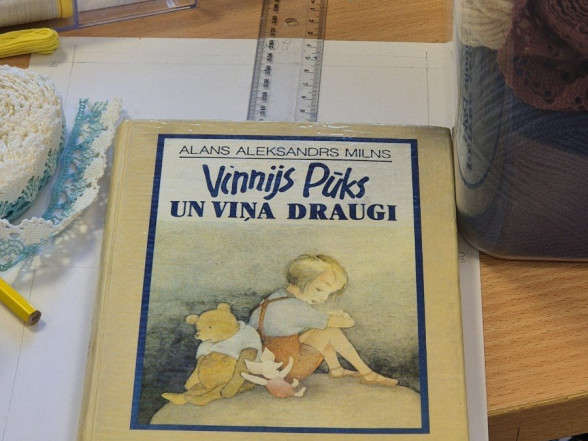 ALANS ALEKSANDRS MILNS
Vinnijs Pūks
UN VIŅA DRAUGI